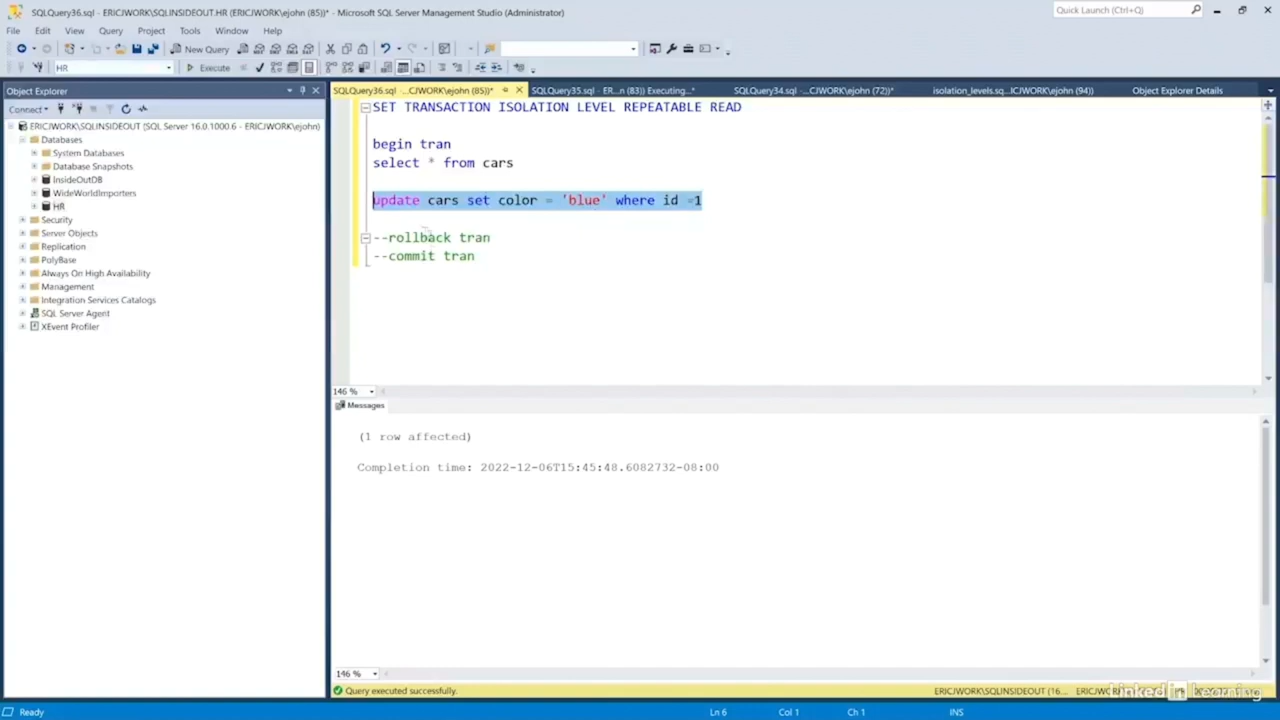 SQLQuery36.sql - ERICJWORK\SQLINSIDEOUT.HR (ERICJWORK\ejohn (85))* - Microsoft SQL Server Management Studio (Administrator)
Quick Launch (Ctrl+Q)
File Edit View Query Project Tools Window Help
New Query
HR Execute
Object Explorer
SQLQuery36.sql -...CJWORK\ejohn (85))* SQLQuery35.sql - ER...n (83)) Executing...* SQLQuery34.sql -...CJWORK\ejohn (72))* isolation_levels.sq...ICJWORK\ejohn (94)) Object Explorer Details
Connect
ERICJWORK\SQLINSIDEOUT (SQL Server 16.0.1000.6 - ERICJWORK\ejohn)
Databases
System Databases
Database Snapshots
InsideOutDB
WideWorldImporters
HR
Security
Server Objects
Replication
PolyBase
Always On High Availability
Management
Integration Services Catalogs
SQL Server Agent
XEvent Profiler
SET TRANSACTION ISOLATION LEVEL REPEATABLE READ
begin tran
select * from cars
update cars set color = 'blue' where id =1
--rollback tran
--commit tran
146 %
Messages
(1 row affected)
Completion time: 2022-12-06T15:45:48.6082732-08:00
146 %
Query executed successfully. ERICJWORK\SQLINSIDEOUT (16...
Linkedin Learning
Ready Ln 6 Col 1 Ch 1 INS